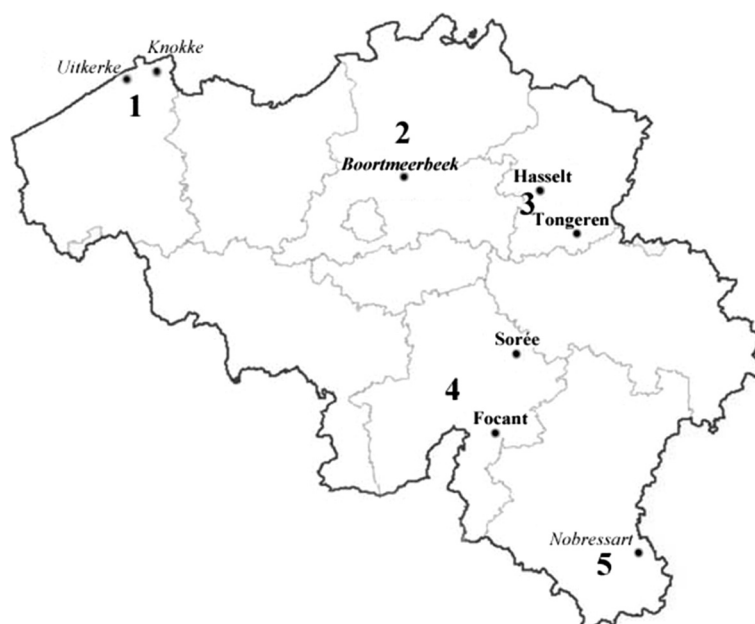 Knokke
Uitkerke
1
2
Boortmeerbeek
Hasselt
3
Tongeren
Sorée
4
Focant
Nobressart
5